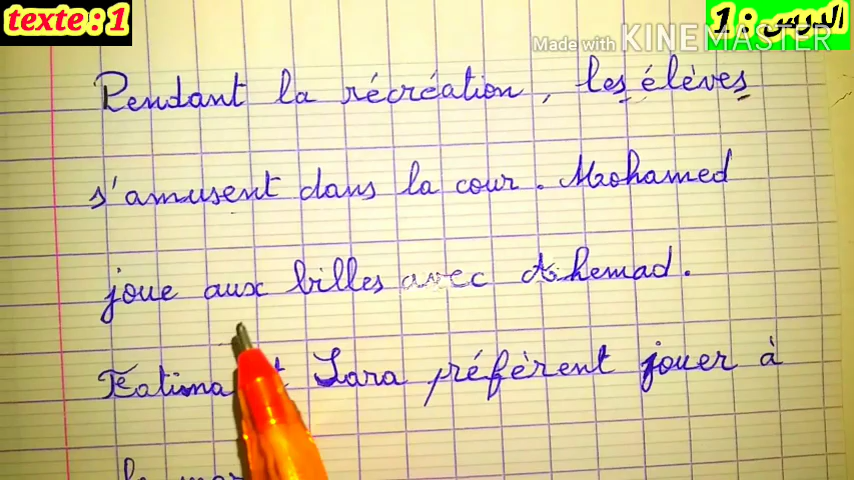 texte : 1
الدرس : 1
Made with KINEMASTER
Pendant la récréation, les élèves
s'amusent dans la cour. Mohamed
joue aux billes avec Ahemad.
Fatima Sara préfèrent jouer à
la